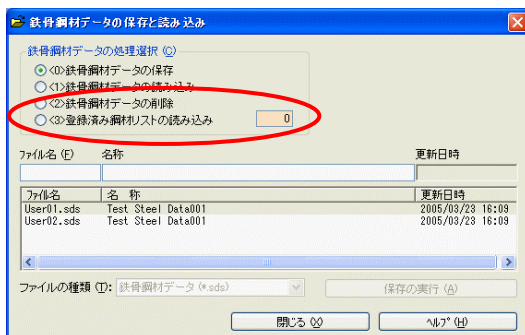 鉄骨鋼材データの保存と読み込み
鉄骨鋼材データの処理選択 (C)
<0>鉄骨鋼材データの保存
<1>鉄骨鋼材データの読み込み
<2>鉄骨鋼材データの削除
<3>登録済み鋼材リストの読み込み 0
ファイル名 (F) 名称 更新日時
ファイル名 名 称 更新日時
User01.sds Test Steel Data001 2005/03/23 16:09
User02.sds Test Steel Data001 2005/03/23 16:09
ファイルの種類 (T): 鉄骨鋼材データ (*.sds) 保存の実行 (A)
閉じる (X) ヘルプ (H)